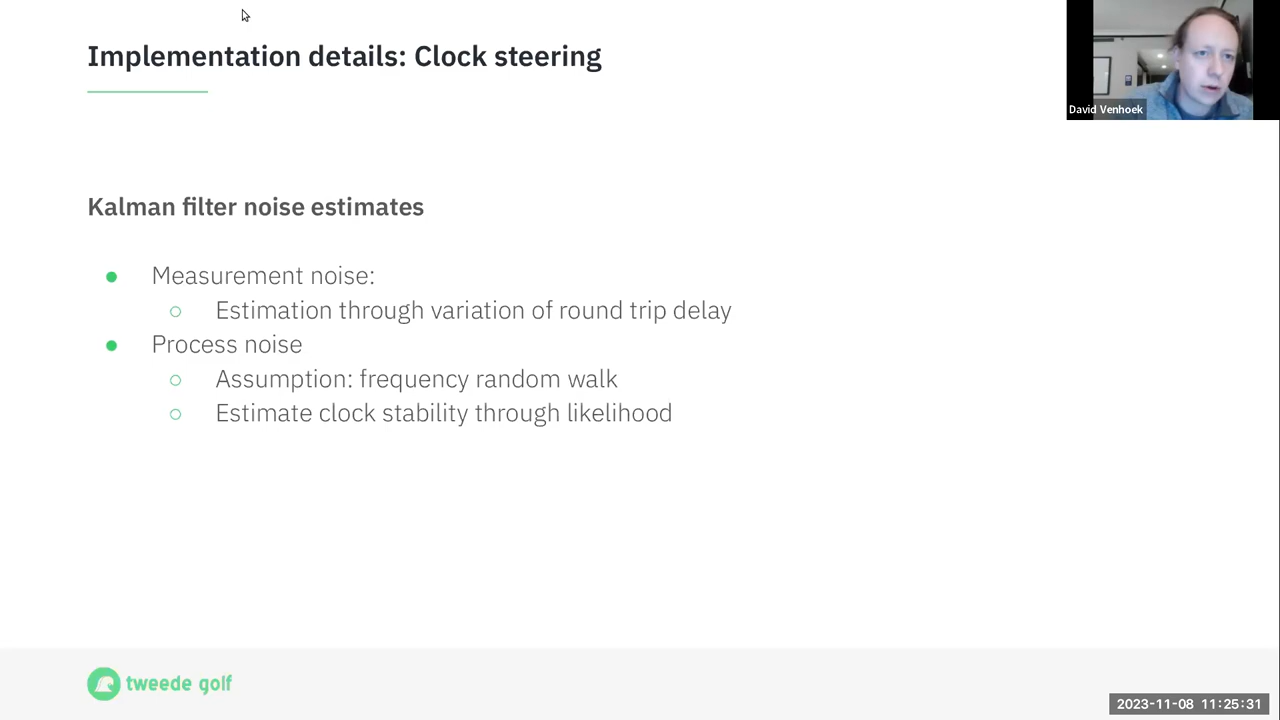 Implementation details: Clock steering
David Venhoek
Kalman filter noise estimates
Measurement noise:
Estimation through variation of round trip delay
Process noise
Assumption: frequency random walk
Estimate clock stability through likelihood
tweede golf
2023-11-08 11:25:31